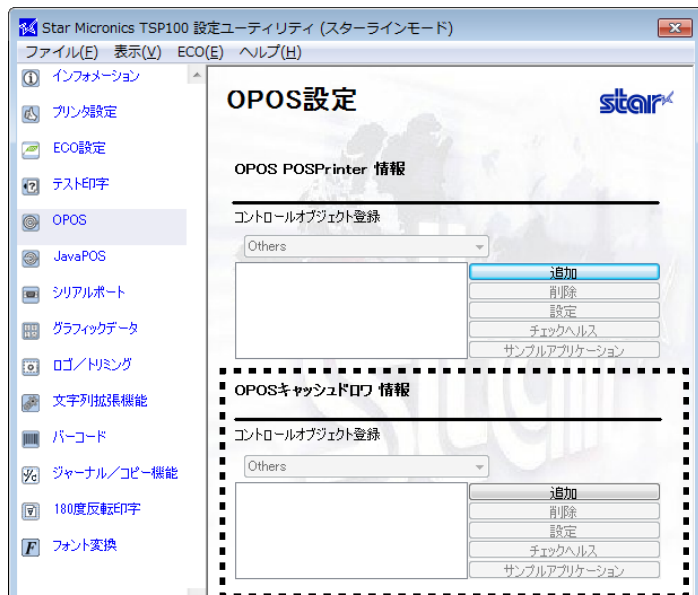 Star Micronics TSP100 設定ユーティリティ (スターラインモード)
ファイル(F) 表示(V) ECO(E) ヘルプ(H)
インフォメーション
プリンタ設定
ECO設定
テスト印字
OPOS
JavaPOS
シリアルポート
グラフィックデータ
ロゴ／トリミング
文字列拡張機能
バーコード
ジャーナル／コピー機能
180度反転印字
フォント変換
OPOS設定
star
OPOS POSPrinter 情報
コントロールオブジェクト登録
Others
追加
削除
設定
チェックヘルス
サンプルアプリケーション
OPOSキャッシュドロワ 情報
コントロールオブジェクト登録
Others
追加
削除
設定
チェックヘルス
サンプルアプリケーション